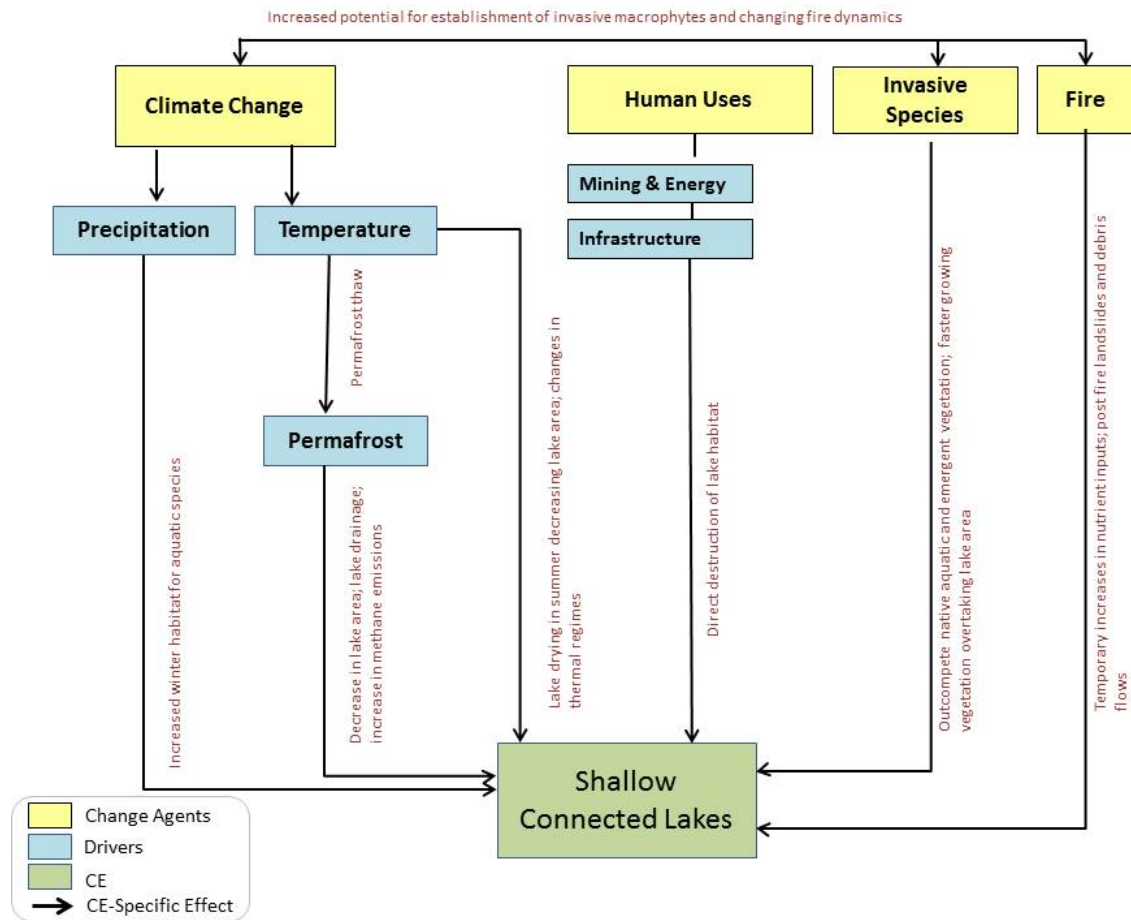 Increased potential for establishment of invasive macrophytes and changing fire dynamics
Climate Change
Human Uses
Invasive
Species
Fire
Mining & Energy
Precipitation
Temperature
Infrastructure
Permafrost thaw
Permafrost
Increased winter habitat for aquatic species
Decrease in lake area; lake drainage;
increase in methane emissions
Lake drying in summer decreasing lake area; changes in
thermal regimes
Direct destruction of lake habitat
Outcompete native aquatic and emergent vegetation; faster growing
vegetation overtaking lake area
Temporary increases in nutrient inputs; post fire landslides and debris
flows
Shallow
Connected Lakes
Change Agents
Drivers
CE
CE-Specific Effect